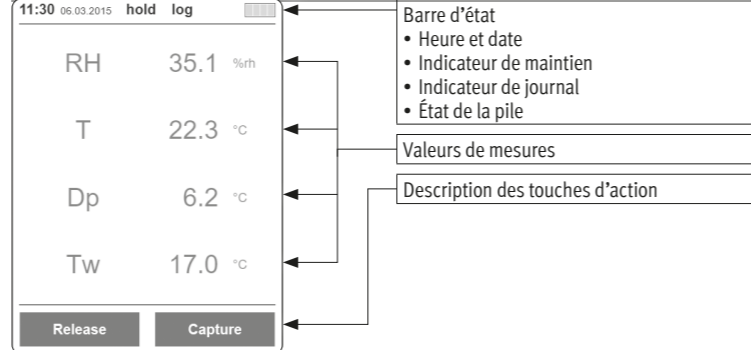 11:30 06.03.2015 hold log
RH 35.1 %rh
T 22.3 °C
Dp 6.2 °C
Tw 17.0 °C
Release Capture
Barre d'état
• Heure et date
• Indicateur de maintien
• Indicateur de journal
• État de la pile
Valeurs de mesures
Description des touches d'action